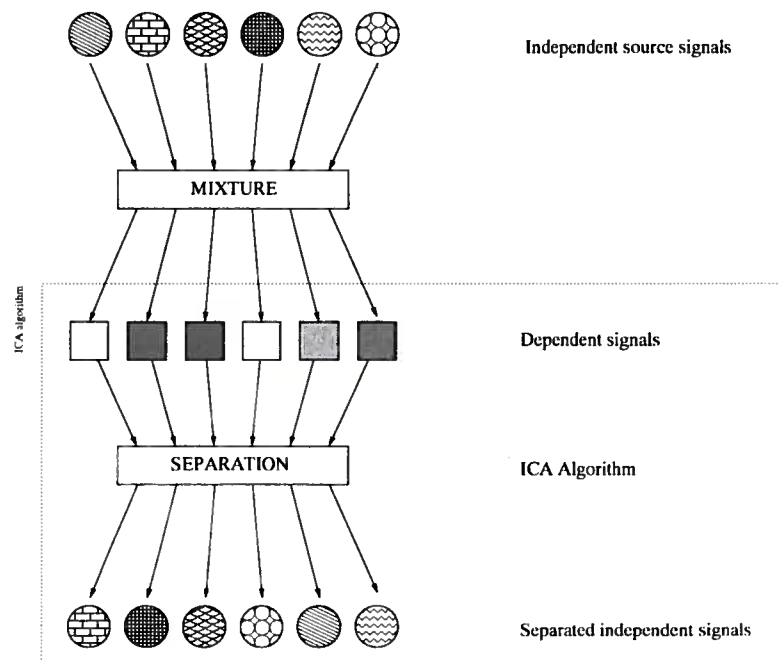 Independent source signals
MIXTURE
ICA algorithm
Dependent signals
SEPARATION
ICA Algorithm
Separated independent signals